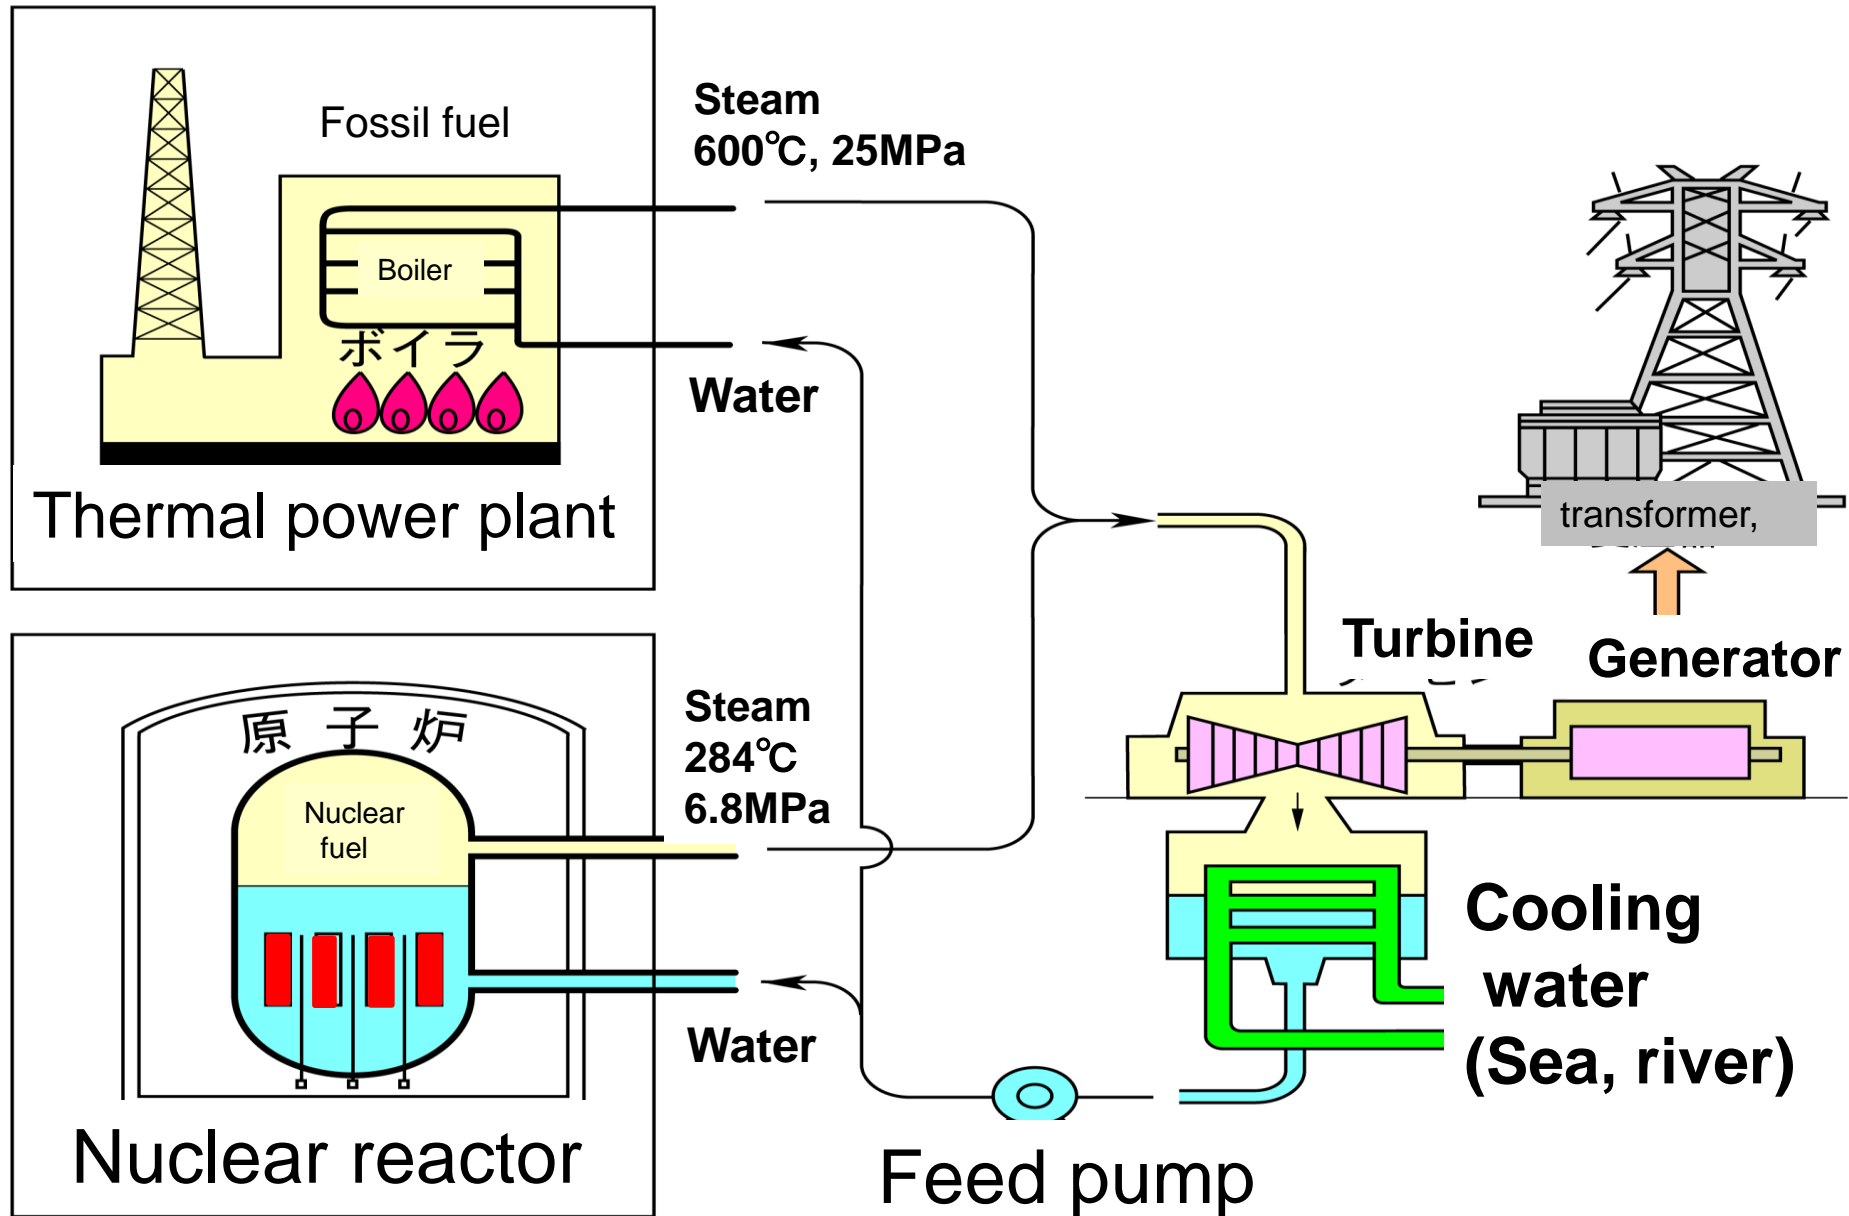 Fossil fuel
Boiler
ボイラ
Thermal power plant
Steam
600℃, 25MPa
Water
transformer,
Turbine
Generator
原子炉
Nuclear
fuel
Nuclear reactor
Steam
284℃
6.8MPa
Water
Feed pump
Cooling
water
(Sea, river)